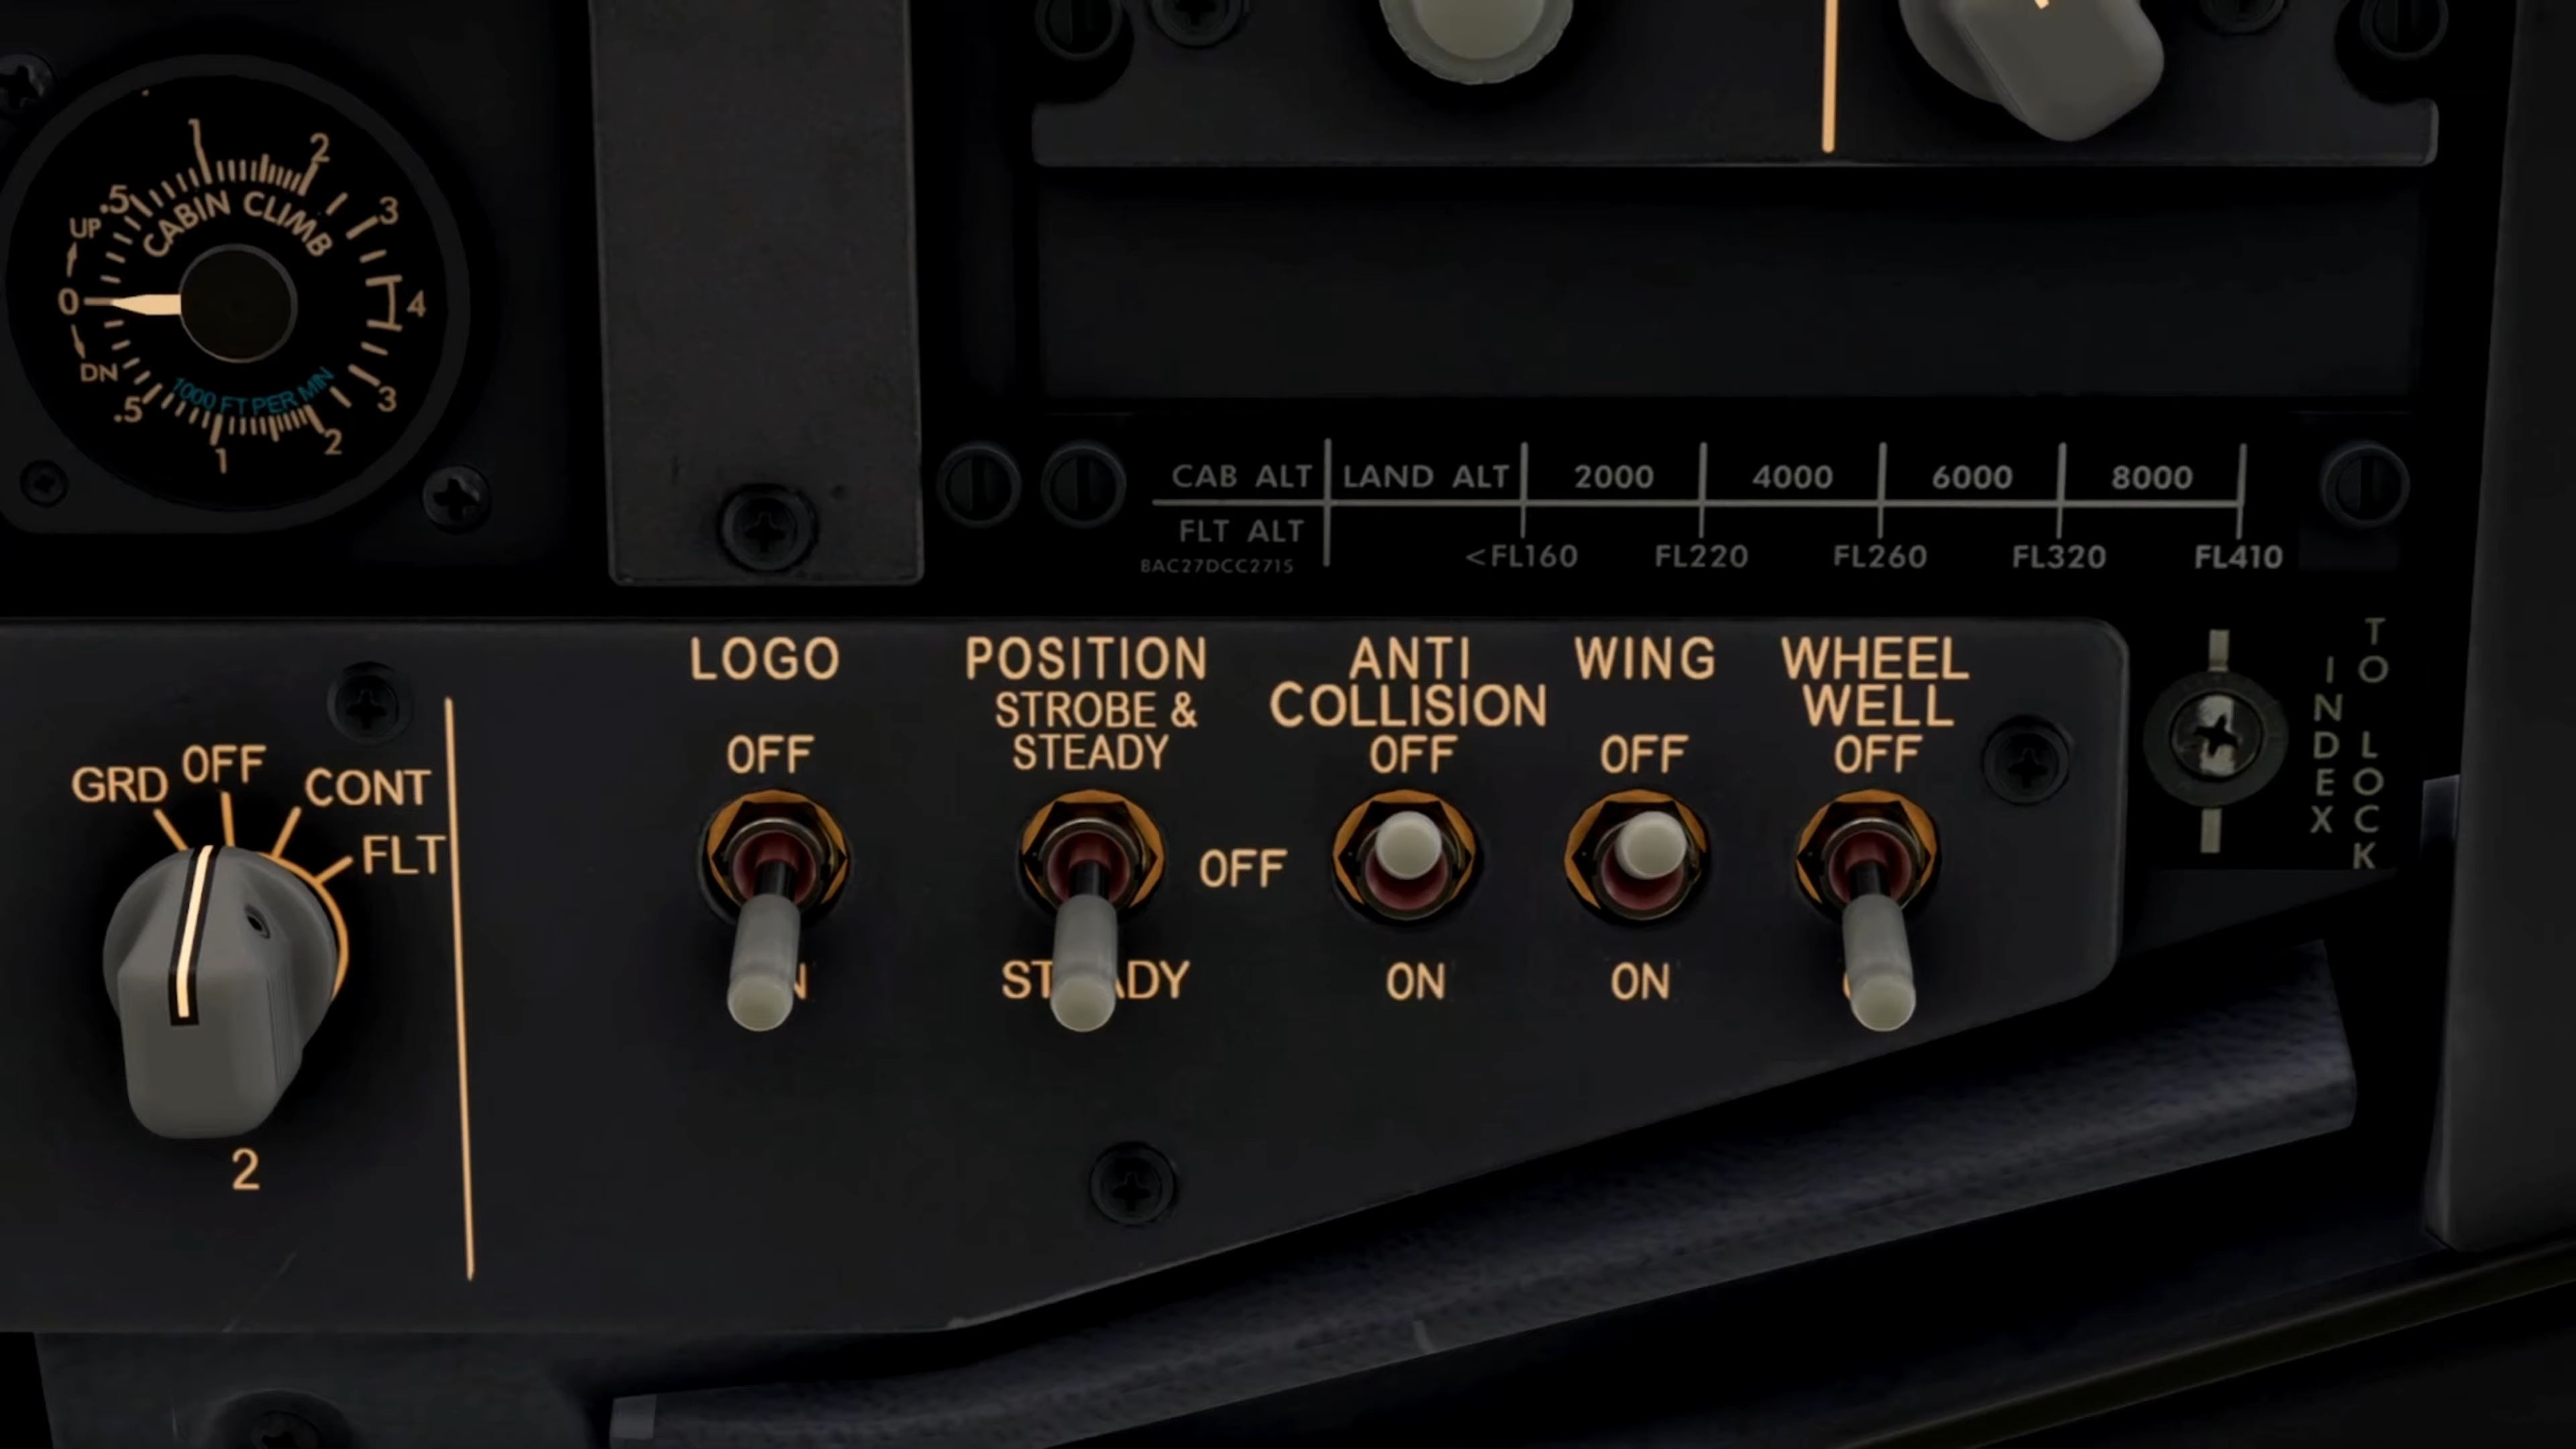 1 2
.5 3
CABIN CLIMB
UP
0 4
DN
1000 FT PER MIN
.5 3
1 2
CAB ALT LAND ALT 2000 4000 6000 8000
FLT ALT <FL160 FL220 FL260 FL320 FL410
BAC27DCC2715
TO LOCK
INDEX
LOGO
OFF
POSITION
STROBE &
STEADY
OFF
ANTI
COLLISION
OFF
ON
WING
OFF
ON
WHEEL
WELL
OFF
GRD OFF CONT
FLT
2